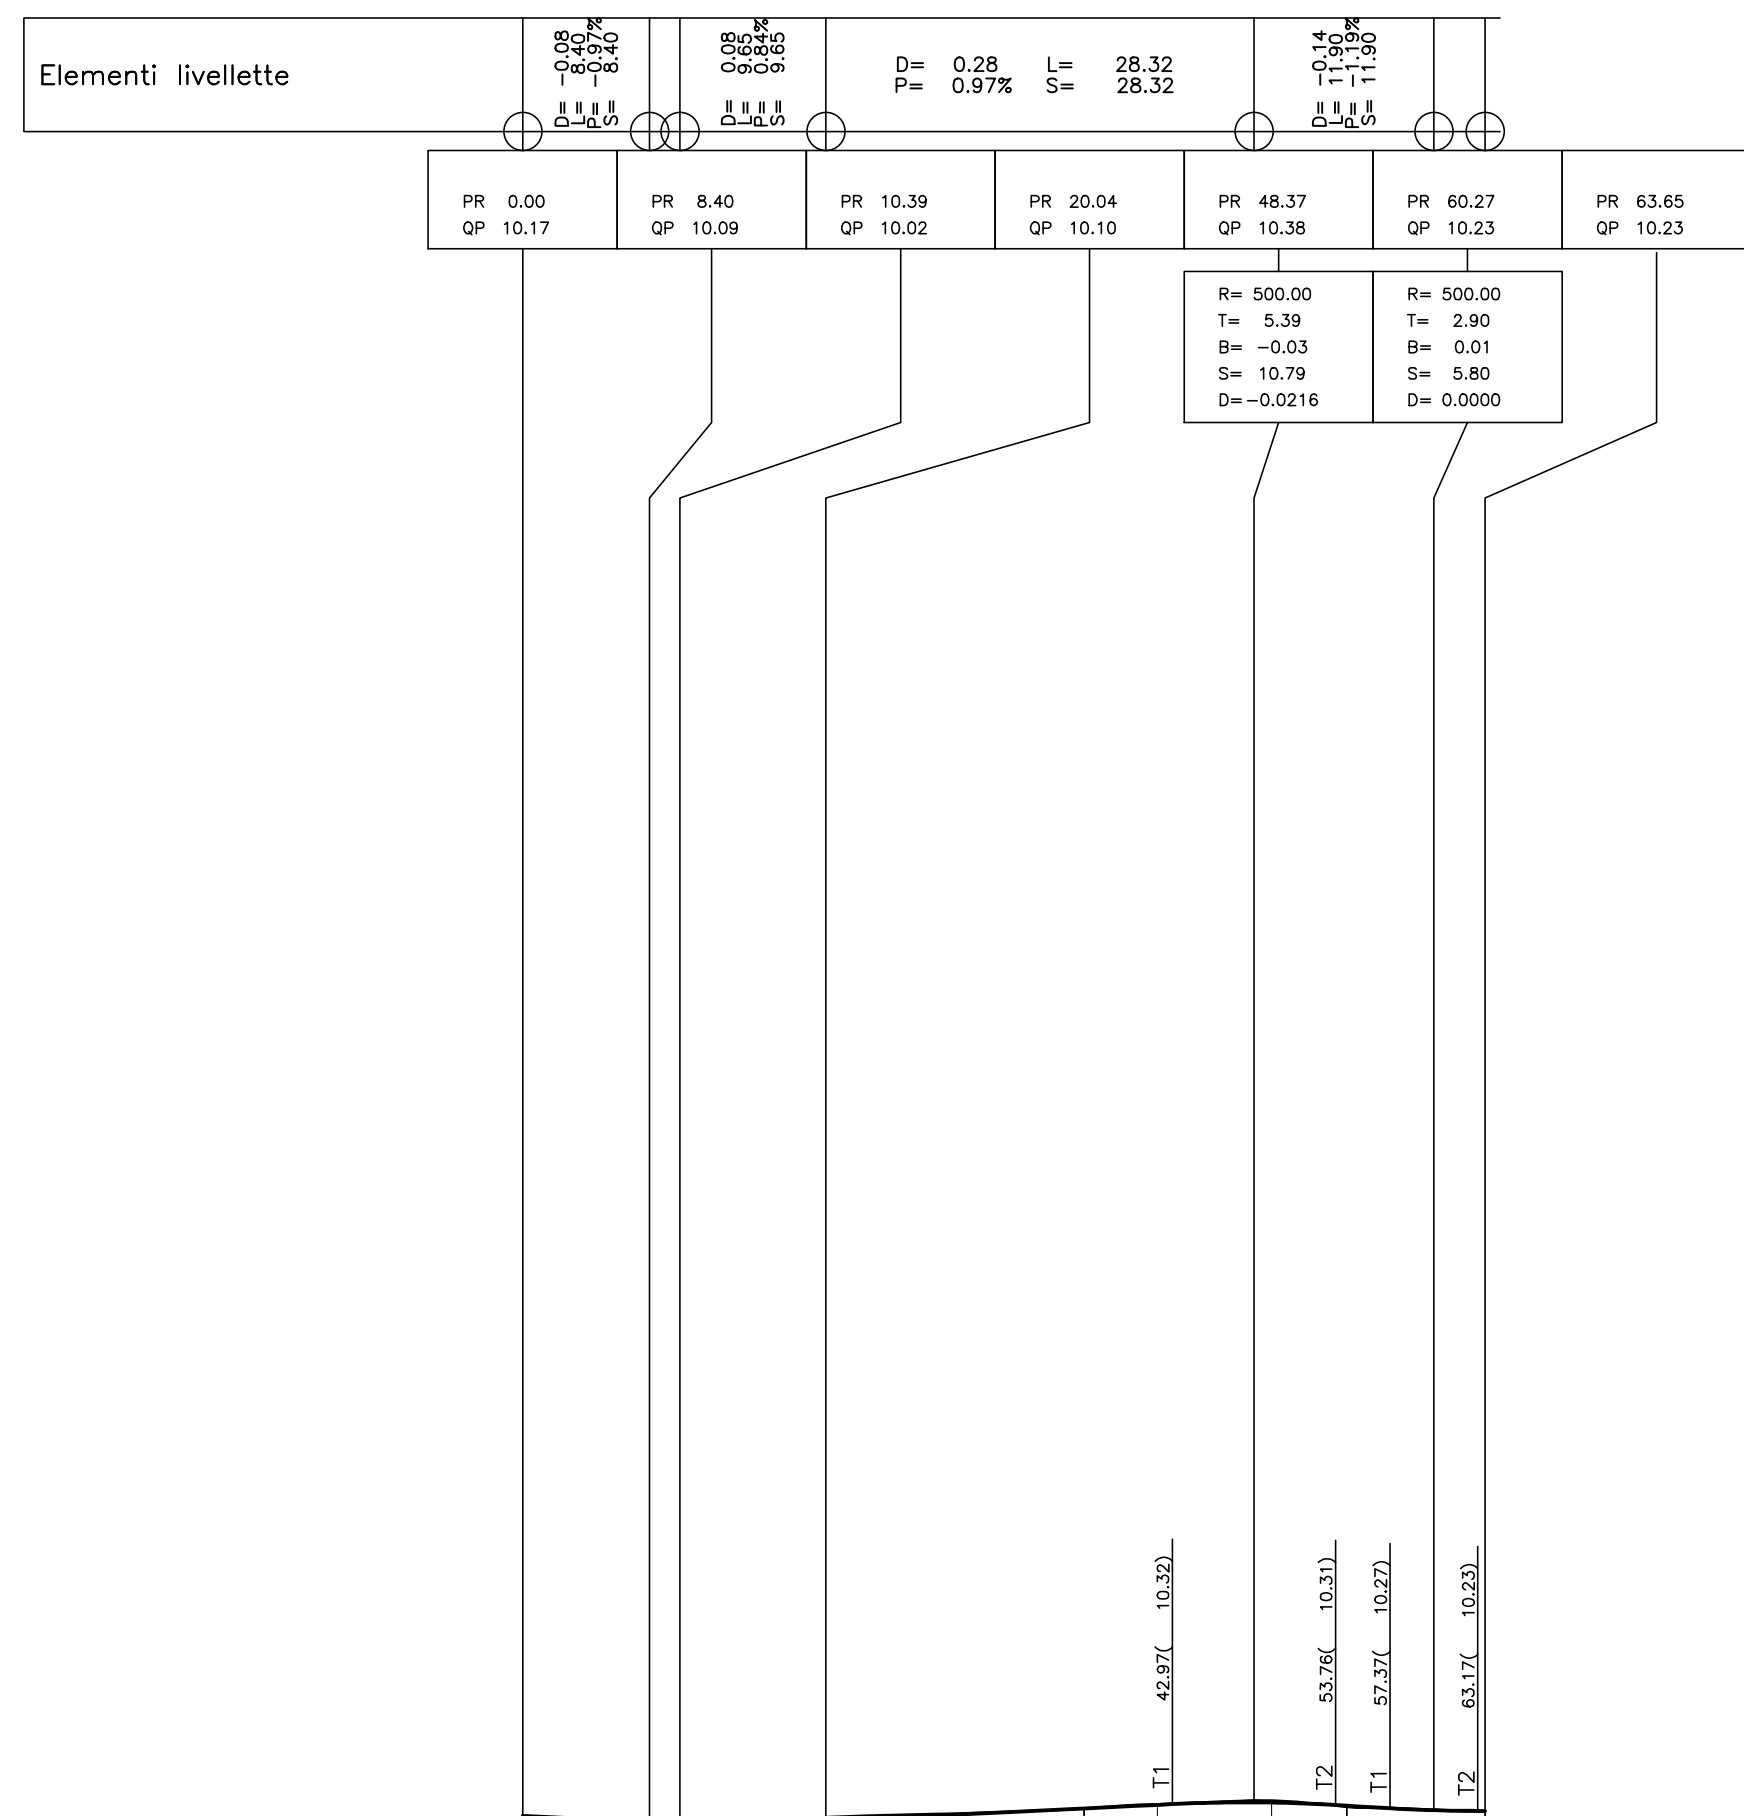 Elementi livellette
D= -0.08
L= 8.40
P= -0.97%
S= 8.40
D= 0.08
L= 9.65
P= 0.84%
S= 9.65
D= 0.28 L= 28.32
P= 0.97% S= 28.32
D= -0.14
L= 11.90
P= -1.19%
S= 11.90
PR 0.00
QP 10.17
PR 8.40
QP 10.09
PR 10.39
QP 10.02
PR 20.04
QP 10.10
PR 48.37
QP 10.38
PR 60.27
QP 10.23
PR 63.65
QP 10.23
R= 500.00
T= 5.39
B= -0.03
S= 10.79
D=-0.0216
R= 500.00
T= 2.90
B= 0.01
S= 5.80
D= 0.0000
T1 42.97( 10.32)
T2 53.76( 10.31)
T1 57.37( 10.27)
T2 63.17( 10.23)